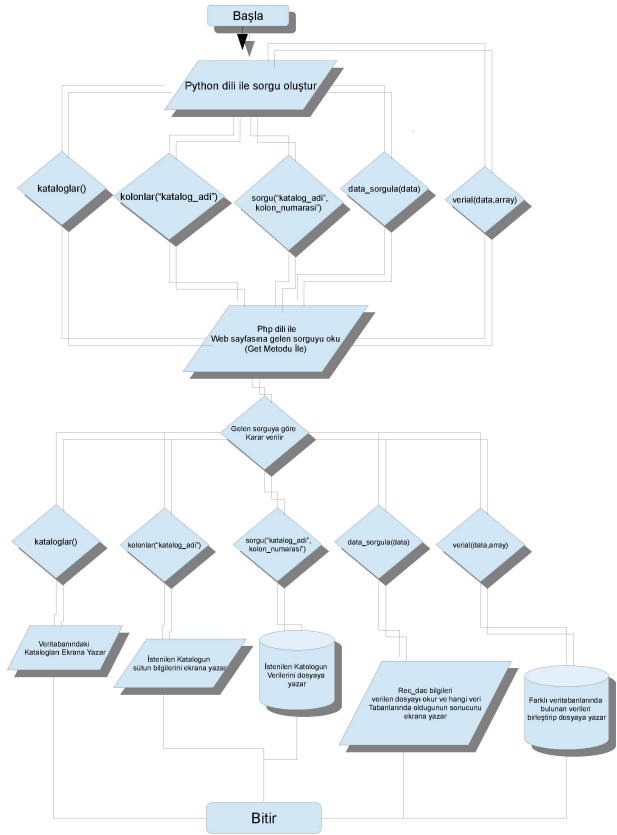 Başla
Python dili ile sorgu oluştur
kataloglar()
kolonlar("katalog_adi")
sorgu("katalog_adi",
kolon_numarasi")
data_sorgula(data)
verial(data,array)
Php dili ile
Web sayfasına gelen sorguyu oku
(Get Metodu İle)
Gelen sorguya göre
Karar verilir
kataloglar()
kolonlar("katalog_adi")
sorgu("katalog_adi",
kolon_numarasi")
data_sorgula(data)
verial(data,array)
Veritabanındaki
Katalogları Ekrana Yazar
İstenilen Katalogun
sütun bilgilerini ekrana yazar
İstenilen Katologun
Verilerini dosyaya
yazar
Rec_dac bilgileri
verilen dosyayı okur ve hangi veri
Tabanlarında oldugunun sonucunu
ekrana yazar
Farklı veritabanlarında
bulunan verileri
birleştirip dosyaya yazar
Bitir